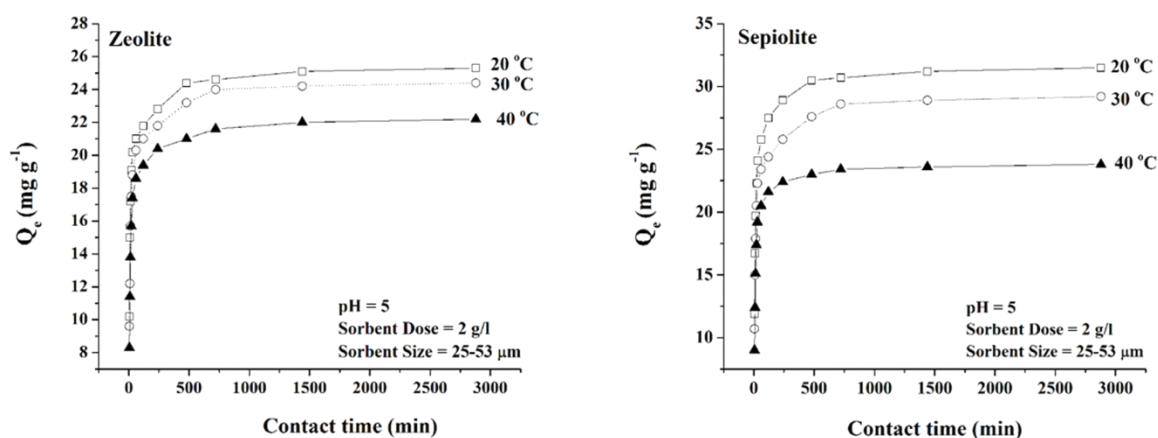 Zeolite
28
26
24
22
20
18
16
14
12
10
8
Qe (mg g-1)
20 °C
30 °C
40 °C
pH = 5
Sorbent Dose = 2 g/l
Sorbent Size = 25-53 μm
0 500 1000 1500 2000 2500 3000
Contact time (min)
Sepiolite
35
30
25
20
15
10
Qe (mg g-1)
20 °C
30 °C
40 °C
pH = 5
Sorbent Dose = 2 g/l
Sorbent Size = 25-53 μm
0 500 1000 1500 2000 2500 3000
Contact time (min)